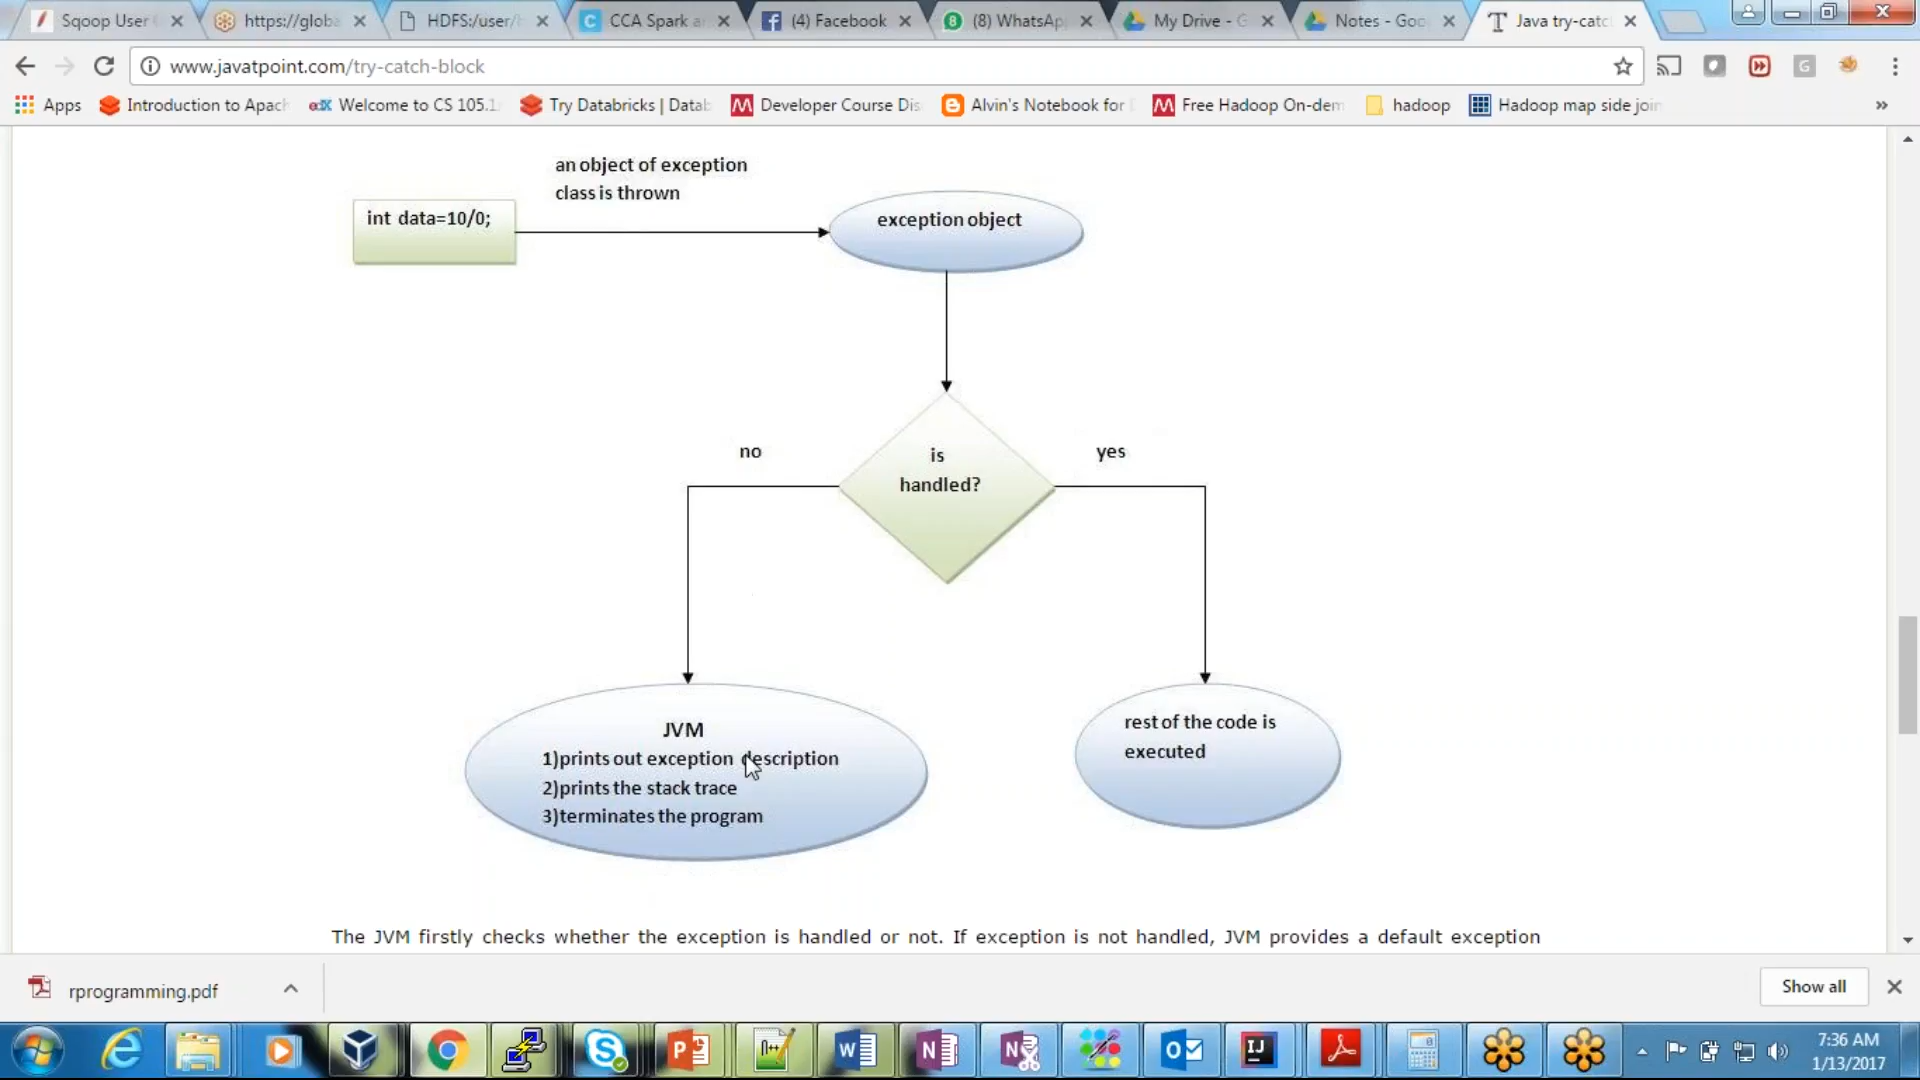 Sqoop User
https://globa
HDFS:/user/
CCA Spark a
(4) Facebook
(8) WhatsAp
My Drive - G
Notes - Goo
Java try-catc
www.javatpoint.com/try-catch-block
Apps
Introduction to Apach
Welcome to CS 105.1
Try Databricks | Datab
Developer Course Dis
Alvin's Notebook for
Free Hadoop On-dem
hadoop
Hadoop map side join
an object of exception
class is thrown
int data=10/0;
exception object
no
is
handled?
yes
JVM
1)prints out exception description
2)prints the stack trace
3)terminates the program
rest of the code is
executed
The JVM firstly checks whether the exception is handled or not. If exception is not handled, JVM provides a default exception
rprogramming.pdf
Show all
7:36 AM
1/13/2017